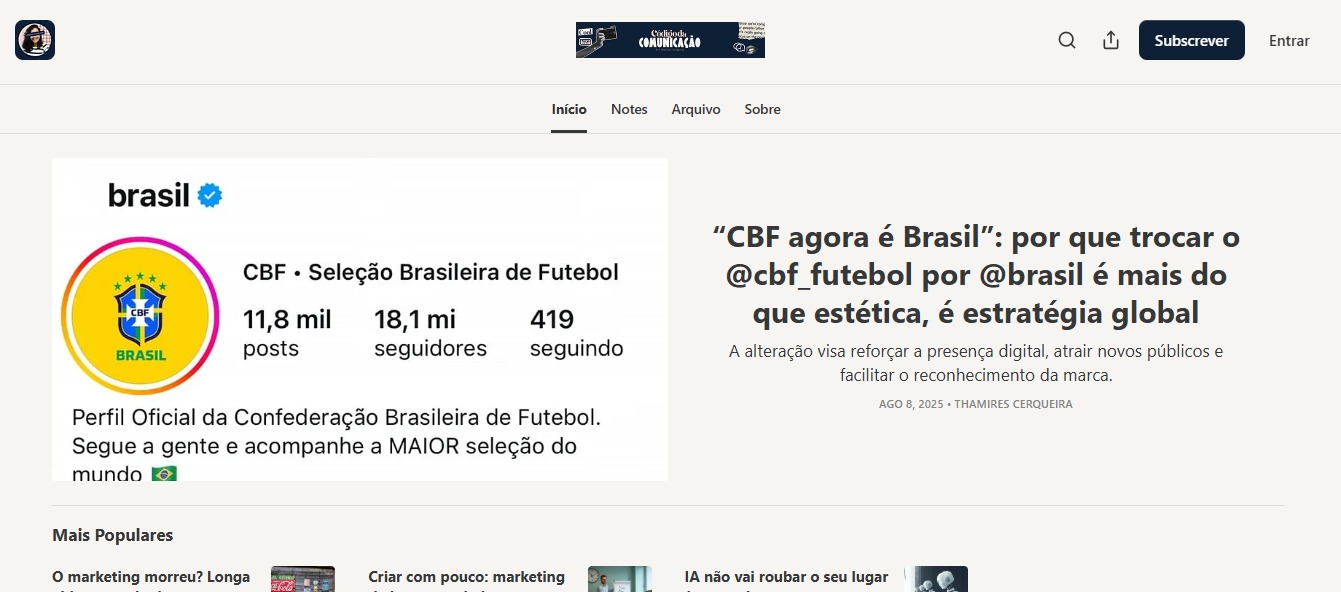 Código da
COMUNICAÇÃO
Subscrever
Entrar
Início
Notes
Arquivo
Sobre
brasil
CBF • Seleção Brasileira de Futebol
11,8 mil
posts
18,1 mi
seguidores
419
seguindo
CBF
BRASIL
Perfil Oficial da Confederação Brasileira de Futebol.
Segue a gente e acompanhe a MAIOR seleção do
mundo
“CBF agora é Brasil”: por que trocar o
@cbf_futebol por @brasil é mais do
que estética, é estratégia global
A alteração visa reforçar a presença digital, atrair novos públicos e
facilitar o reconhecimento da marca.
AGO 8, 2025 • THAMIRES CERQUEIRA
Mais Populares
O marketing morreu? Longa
Criar com pouco: marketing
IA não vai roubar o seu lugar